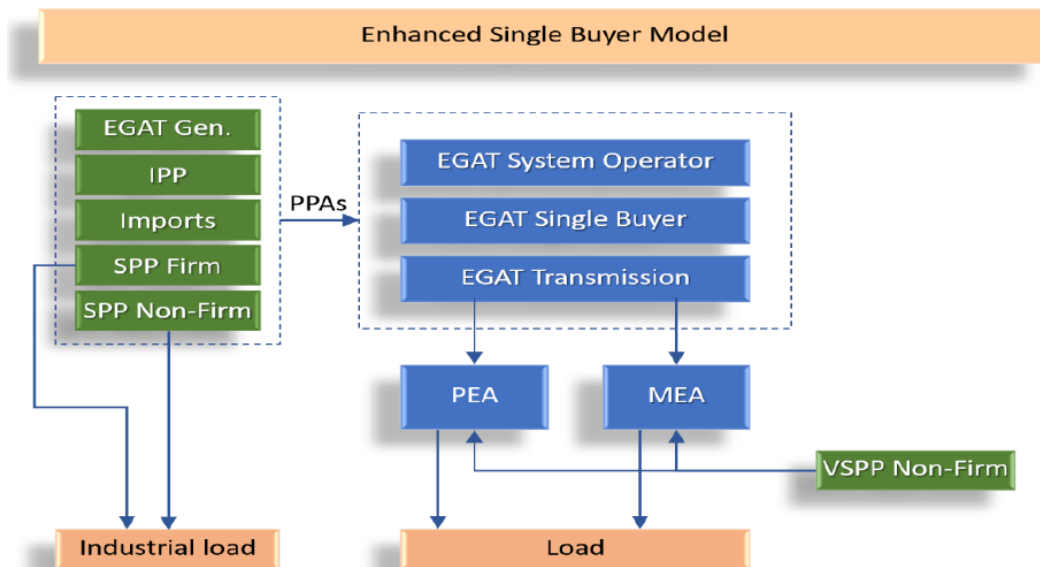 Enhanced Single Buyer Model
EGAT Gen.
IPP
Imports
SPP Firm
SPP Non-Firm
PPAs
EGAT System Operator
EGAT Single Buyer
EGAT Transmission
PEA
MEA
VSPP Non-Firm
Industrial load
Load